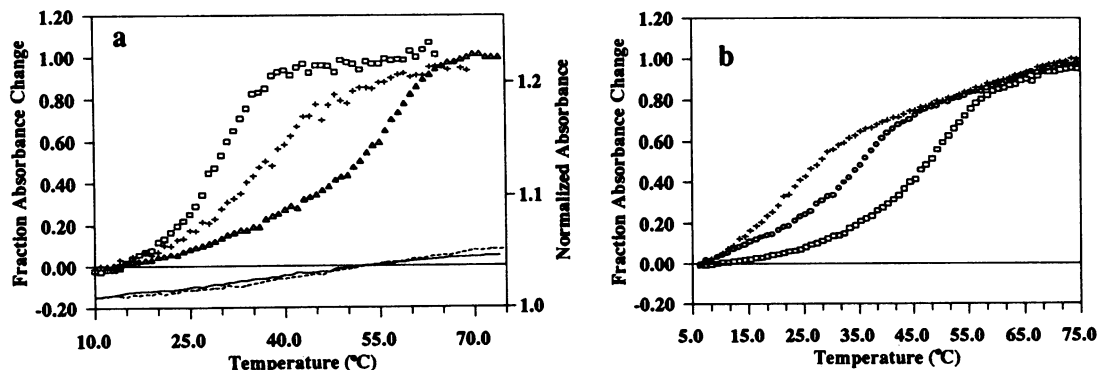 a
Fraction Absorbance Change
1.20
1.00
0.80
0.60
0.40
0.20
0.00
-0.20
10.0 25.0 40.0 55.0 70.0
Temperature (°C)
1.2
1.1
1.0
Normalized Absorbance
b
Fraction Absorbance Change
1.20
1.00
0.80
0.60
0.40
0.20
0.00
-0.20
5.0 15.0 25.0 35.0 45.0 55.0 65.0 75.0
Temperature (°C)